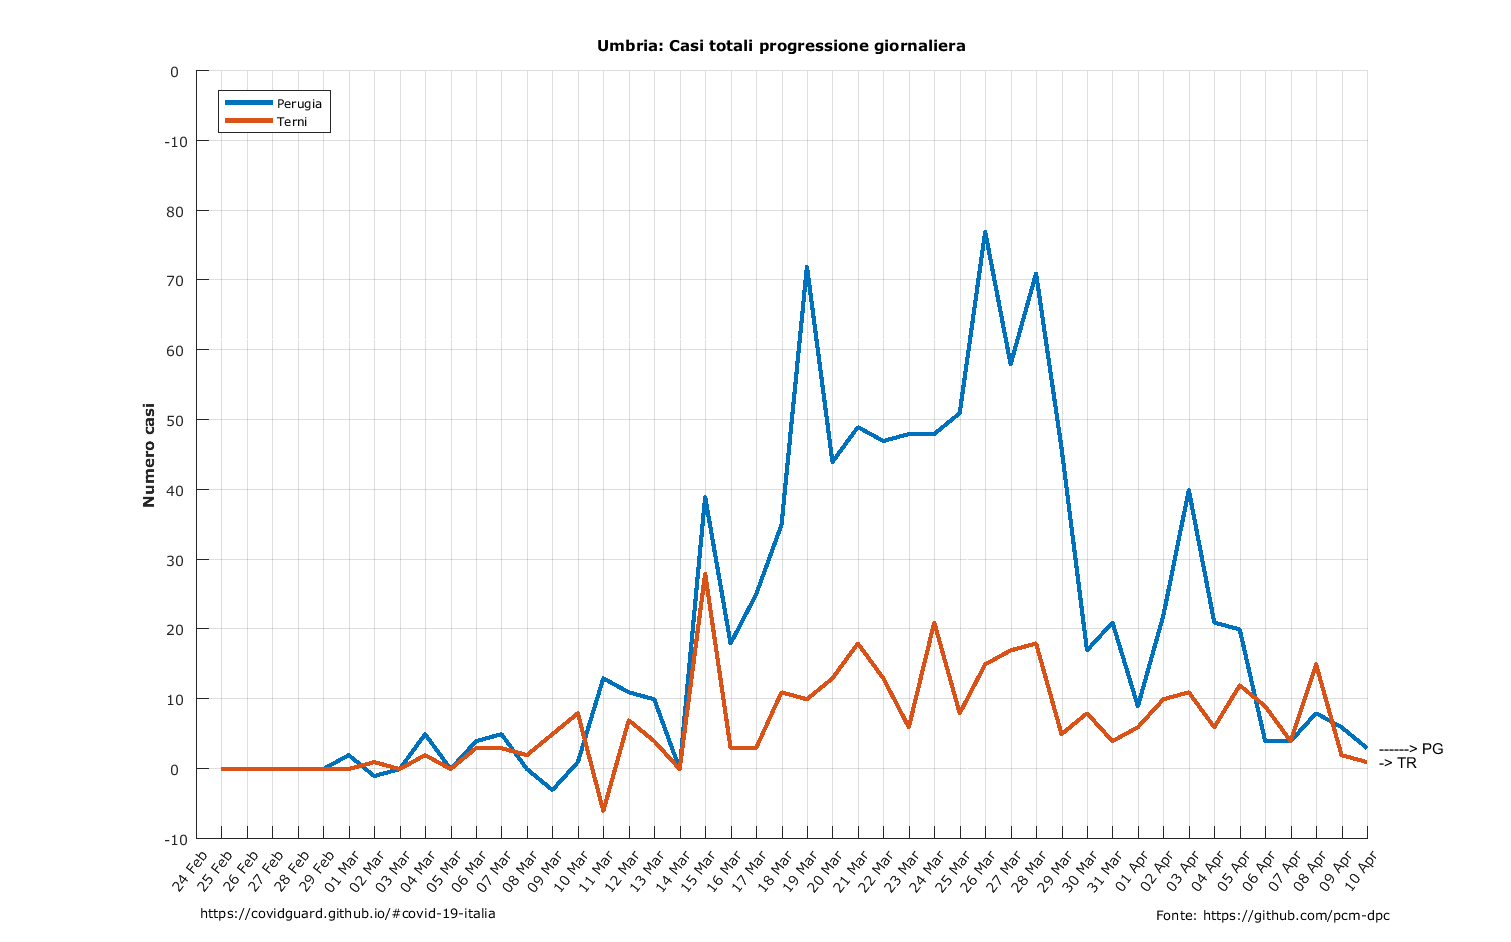 Umbria: Casi totali progressione giornaliera
0
-10
80
70
60
50
40
30
20
10
0
-10
Numero casi
Perugia
Terni
------> PG
-> TR
24 Feb
25 Feb
26 Feb
27 Feb
28 Feb
29 Feb
01 Mar
02 Mar
03 Mar
04 Mar
05 Mar
06 Mar
07 Mar
08 Mar
09 Mar
10 Mar
11 Mar
12 Mar
13 Mar
14 Mar
15 Mar
16 Mar
17 Mar
18 Mar
19 Mar
20 Mar
21 Mar
22 Mar
23 Mar
24 Mar
25 Mar
26 Mar
27 Mar
28 Mar
29 Mar
30 Mar
31 Mar
01 Apr
02 Apr
03 Apr
04 Apr
05 Apr
06 Apr
07 Apr
08 Apr
09 Apr
10 Apr
https://covidguard.github.io/#covid-19-italia
Fonte: https://github.com/pcm-dpc